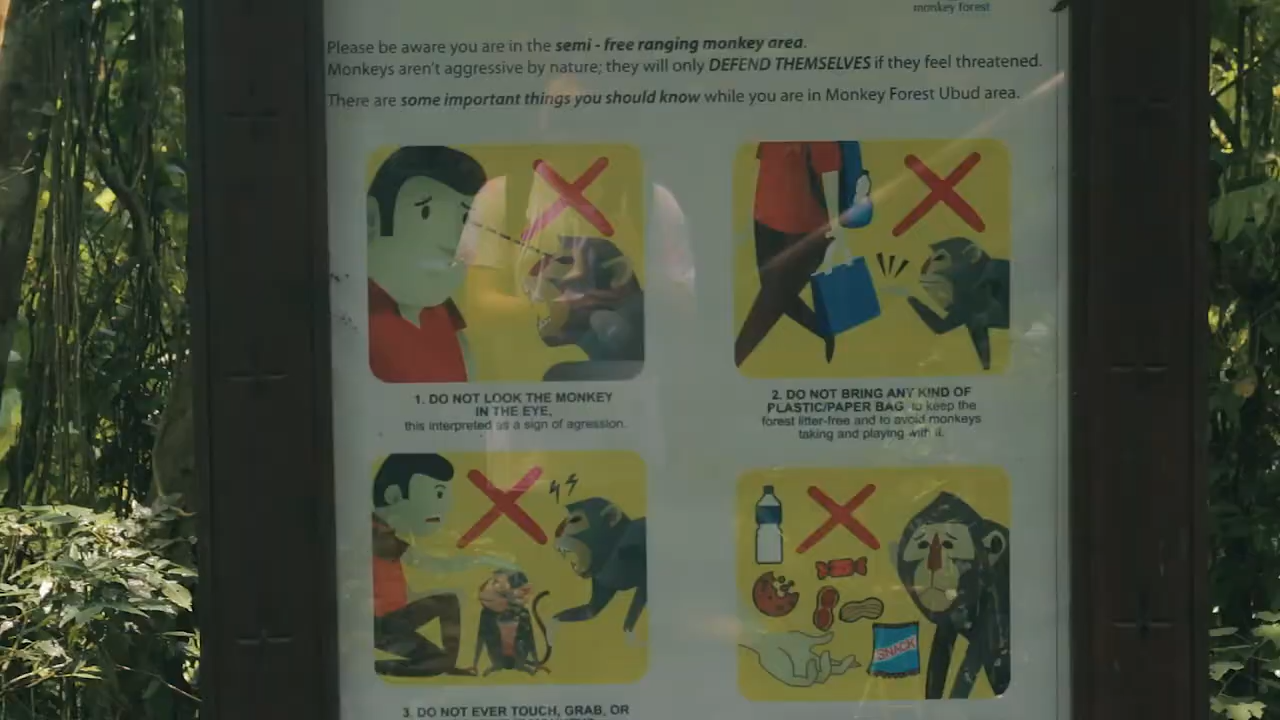 monkey forest
Please be aware you are in the semi - free ranging monkey area.
Monkeys aren't aggressive by nature; they will only DEFEND THEMSELVES if they feel threatened.
There are some important things you should know while you are in Monkey Forest Ubud area.
1. DO NOT LOOK THE MONKEY
IN THE EYE,
this interpreted as a sign of agression.
2. DO NOT BRING ANY KIND OF
PLASTIC/PAPER BAG, to keep the
forest litter-free and to avoid monkeys
taking and playing with it.
SNACK
3. DO NOT EVER TOUCH, GRAB, OR